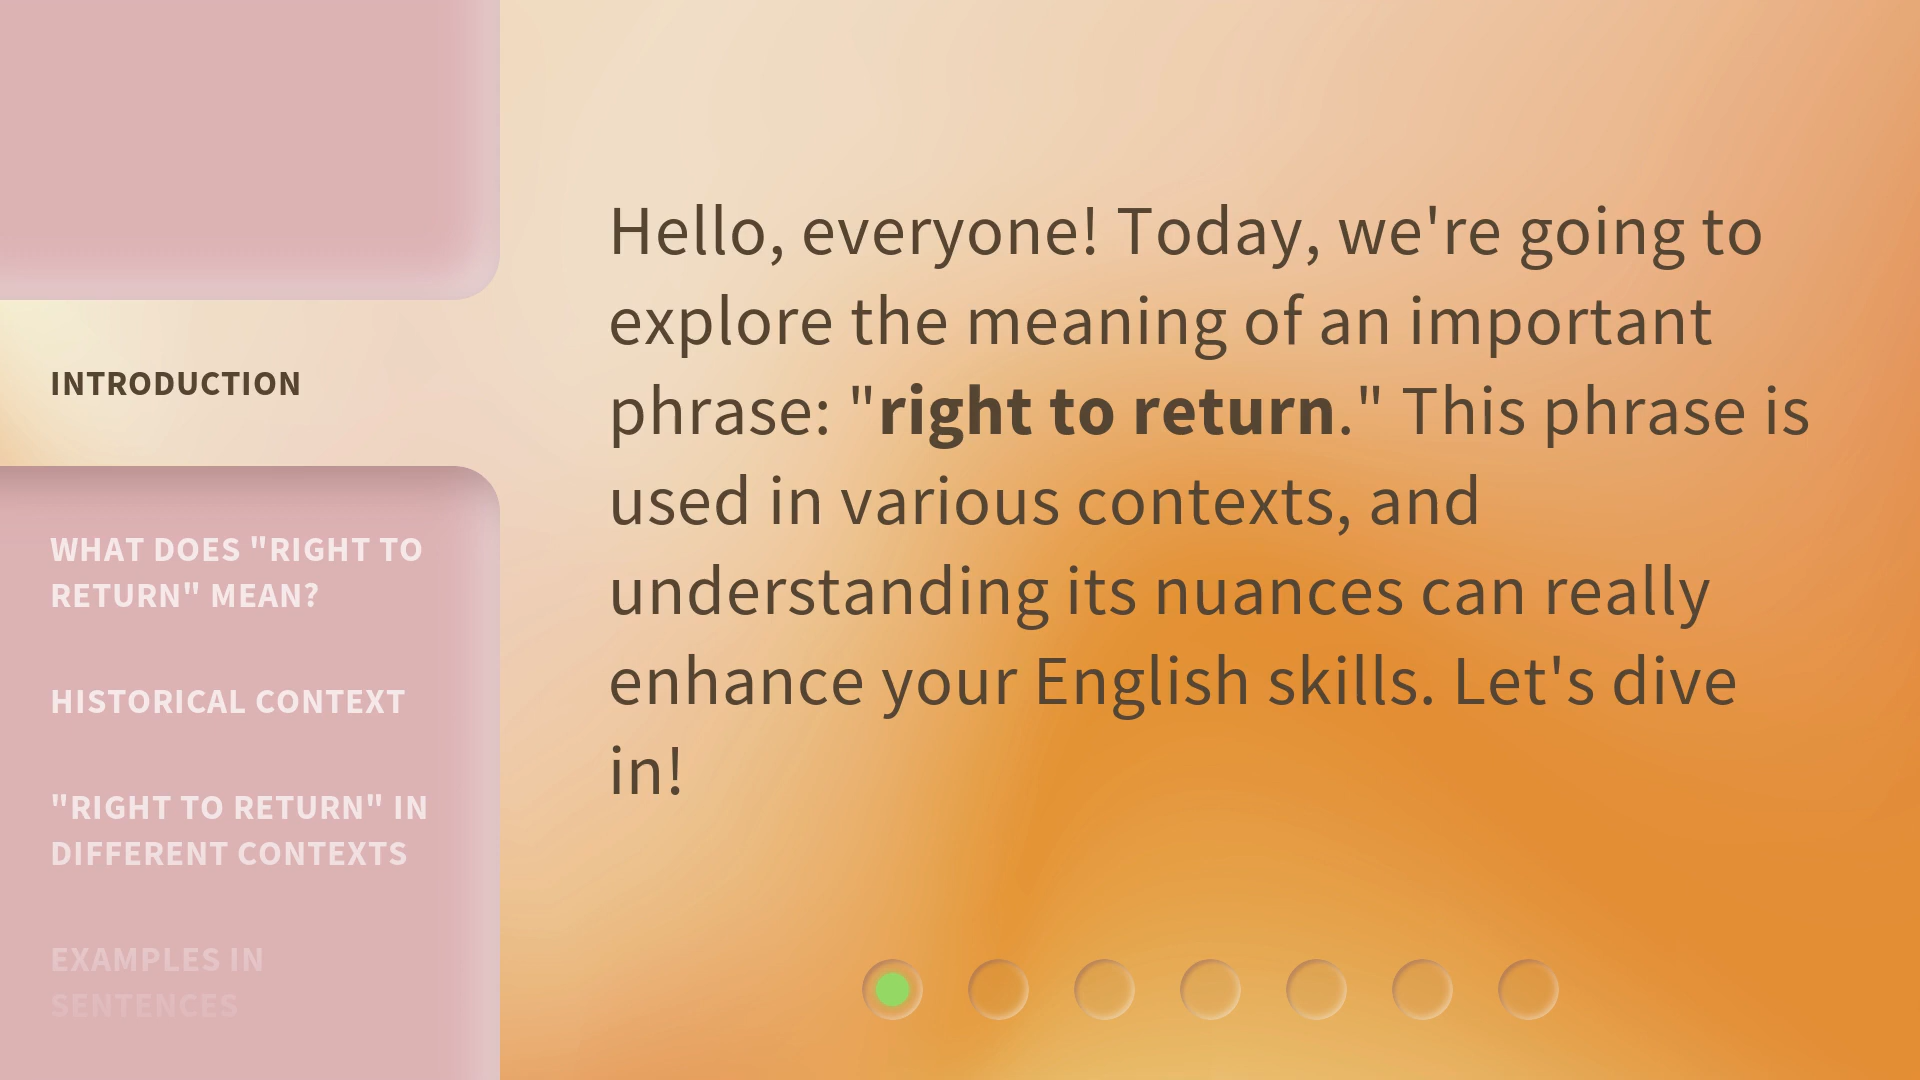 INTRODUCTION
WHAT DOES "RIGHT TO
RETURN" MEAN?
HISTORICAL CONTEXT
"RIGHT TO RETURN" IN
DIFFERENT CONTEXTS
EXAMPLES IN
SENTENCES
Hello, everyone! Today, we're going to
explore the meaning of an important
phrase: "right to return." This phrase is
used in various contexts, and
understanding its nuances can really
enhance your English skills. Let's dive
in!